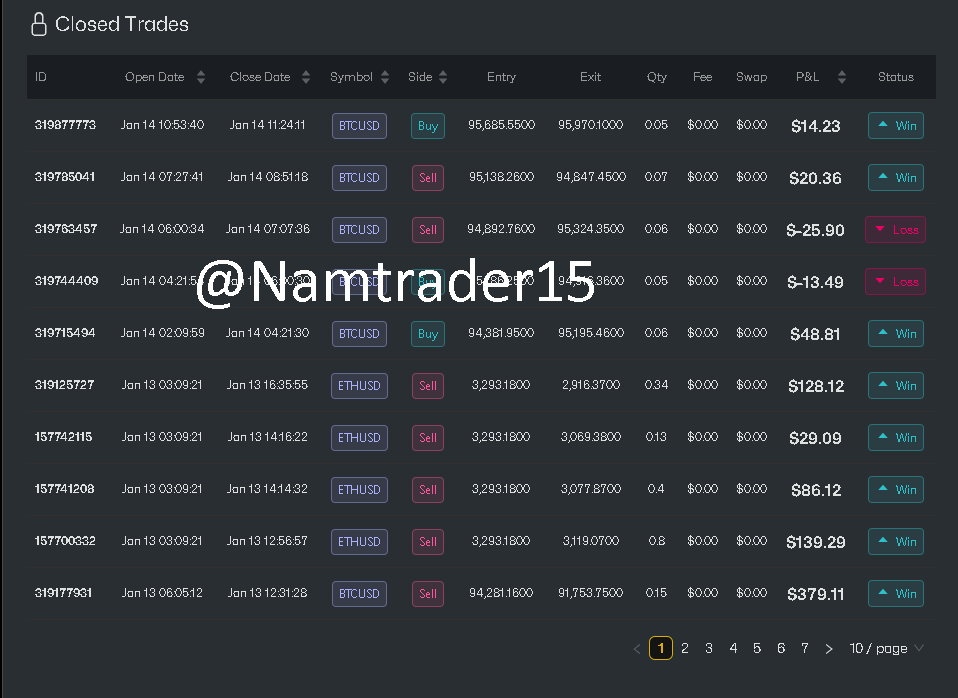 Closed Trades
ID Open Date Close Date Symbol Side Entry Exit Qty Fee Swap P&L Status
319877773 Jan 14 10:53:40 Jan 14 11:24:11 BTCUSD Buy 95,685.5500 95,970.1000 0.05 $0.00 $0.00 $14.23 Win
319785041 Jan 14 07:27:41 Jan 14 08:51:18 BTCUSD Sell 95,138.2600 94,847.4500 0.07 $0.00 $0.00 $20.36 Win
319763457 Jan 14 06:00:34 Jan 14 07:07:36 BTCUSD Sell 94,892.7600 95,324.3500 0.06 $0.00 $0.00 $-25.90 Loss
319744409 Jan 14 BTCUSD Buy 0.05 $0.00 $0.00 $-13.49 Loss
@Namtrader15
319715494 Jan 14 02:09:59 Jan 14 04:21:30 BTCUSD Buy 94,381.9500 95,195.4600 0.06 $0.00 $0.00 $48.81 Win
319125727 Jan 13 03:09:21 Jan 13 16:35:55 ETHUSD Sell 3,293.1800 2,916.3700 0.34 $0.00 $0.00 $128.12 Win
157742115 Jan 13 03:09:21 Jan 13 14:16:22 ETHUSD Sell 3,293.1800 3,069.3800 0.13 $0.00 $0.00 $29.09 Win
157741208 Jan 13 03:09:21 Jan 13 14:14:32 ETHUSD Sell 3,293.1800 3,077.8700 0.4 $0.00 $0.00 $86.12 Win
157700332 Jan 13 03:09:21 Jan 13 12:56:57 ETHUSD Sell 3,293.1800 3,119.0700 0.8 $0.00 $0.00 $139.29 Win
319177931 Jan 13 06:05:12 Jan 13 12:31:28 BTCUSD Sell 94,281.1600 91,753.7500 0.15 $0.00 $0.00 $379.11 Win
< 1 2 3 4 5 6 7 > 10 / page